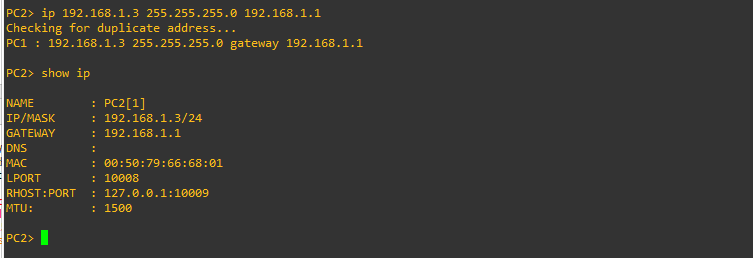 PC2> ip 192.168.1.3 255.255.255.0 192.168.1.1
Checking for duplicate address...
PC1 : 192.168.1.3 255.255.255.0 gateway 192.168.1.1
PC2> show ip
NAME : PC2[1]
IP/MASK : 192.168.1.3/24
GATEWAY : 192.168.1.1
DNS :
MAC : 00:50:79:66:68:01
LPORT : 10008
RHOST:PORT : 127.0.0.1:10009
MTU: : 1500
PC2>